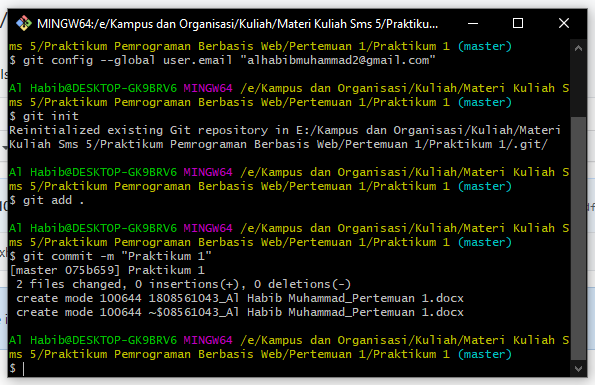 MINGW64:/e/Kampus dan Organisasi/Kuliah/Materi Kuliah Sms 5/Praktiku...
ms 5/Praktikum Pemrograman Berbasis Web/Pertemuan 1/Praktikum 1 (master)
$ git config --global user.email "alhabibmuhammad2@gmail.com"
Al Habib@DESKTOP-GK9BRV6 MINGW64 /e/Kampus dan Organisasi/Kuliah/Materi Kuliah S
ms 5/Praktikum Pemrograman Berbasis Web/Pertemuan 1/Praktikum 1 (master)
$ git init
Reinitialized existing Git repository in E:/Kampus dan Organisasi/Kuliah/Materi
Kuliah Sms 5/Praktikum Pemrograman Berbasis Web/Pertemuan 1/Praktikum 1/.git/
Al Habib@DESKTOP-GK9BRV6 MINGW64 /e/Kampus dan Organisasi/Kuliah/Materi Kuliah S
ms 5/Praktikum Pemrograman Berbasis Web/Pertemuan 1/Praktikum 1 (master)
$ git add .
Al Habib@DESKTOP-GK9BRV6 MINGW64 /e/Kampus dan Organisasi/Kuliah/Materi Kuliah S
ms 5/Praktikum Pemrograman Berbasis Web/Pertemuan 1/Praktikum 1 (master)
$ git commit -m "Praktikum 1"
[master 075b659] Praktikum 1
2 files changed, 0 insertions(+), 0 deletions(-)
create mode 100644 1808561043_Al Habib Muhammad_Pertemuan 1.docx
create mode 100644 ~$08561043_Al Habib Muhammad_Pertemuan 1.docx
Al Habib@DESKTOP-GK9BRV6 MINGW64 /e/Kampus dan Organisasi/Kuliah/Materi Kuliah S
ms 5/Praktikum Pemrograman Berbasis Web/Pertemuan 1/Praktikum 1 (master)
$